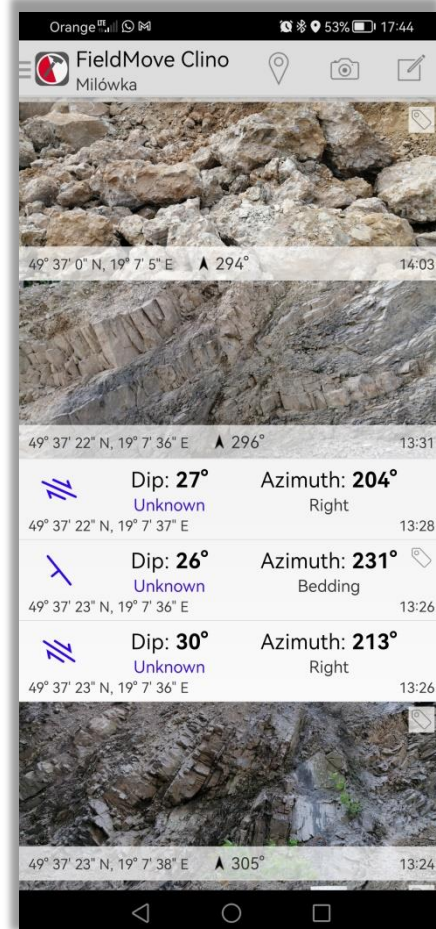 Orange 53% 17:44
FieldMove Clino
Milówka
49° 37' 0" N, 19° 7' 5" E 294° 14:03
49° 37' 22" N, 19° 7' 36" E 296° 13:31
Dip: 27° Azimuth: 204°
Unknown Right
49° 37' 22" N, 19° 7' 37" E 13:28
Dip: 26° Azimuth: 231°
Unknown Bedding
49° 37' 23" N, 19° 7' 36" E 13:26
Dip: 30° Azimuth: 213°
Unknown Right
49° 37' 23" N, 19° 7' 36" E 13:26
49° 37' 23" N, 19° 7' 38" E 305° 13:24